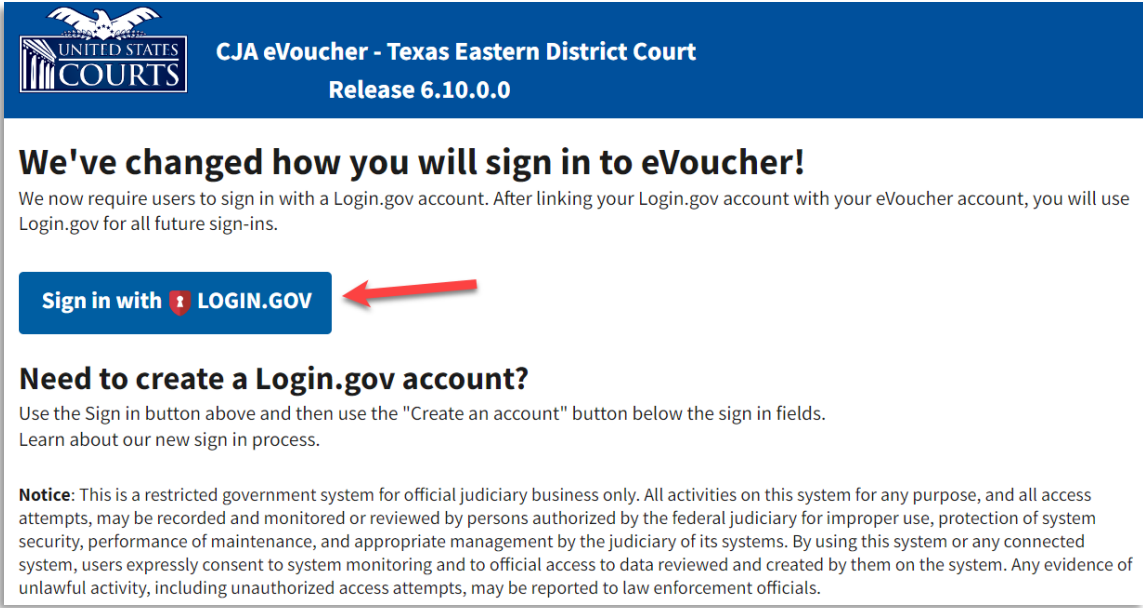 UNITED STATES
COURTS
CJA eVoucher - Texas Eastern District Court
Release 6.10.0.0
We've changed how you will sign in to eVoucher!
We now require users to sign in with a Login.gov account. After linking your Login.gov account with your eVoucher account, you will use
Login.gov for all future sign-ins.
Sign in with LOGIN.GOV
Need to create a Login.gov account?
Use the Sign in button above and then use the "Create an account" button below the sign in fields.
Learn about our new sign in process.
Notice: This is a restricted government system for official judiciary business only. All activities on this system for any purpose, and all access
attempts, may be recorded and monitored or reviewed by persons authorized by the federal judiciary for improper use, protection of system
security, performance of maintenance, and appropriate management by the judiciary of its systems. By using this system or any connected
system, users expressly consent to system monitoring and to official access to data reviewed and created by them on the system. Any evidence of
unlawful activity, including unauthorized access attempts, may be reported to law enforcement officials.